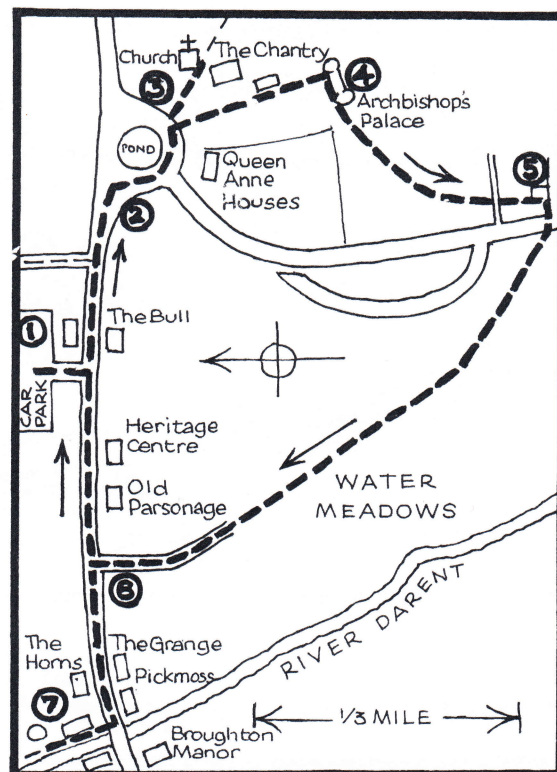 Church
The Chantry
3
4
Archbishop's
Palace
POND
Queen
Anne
Houses
5
2
1
The Bull
CAR
PARK
Heritage
Centre
Old
Parsonage
WATER
MEADOWS
8
RIVER DARENT
The
Horns
The Grange
Pickmoss
7
1/3 MILE
Broughton
Manor